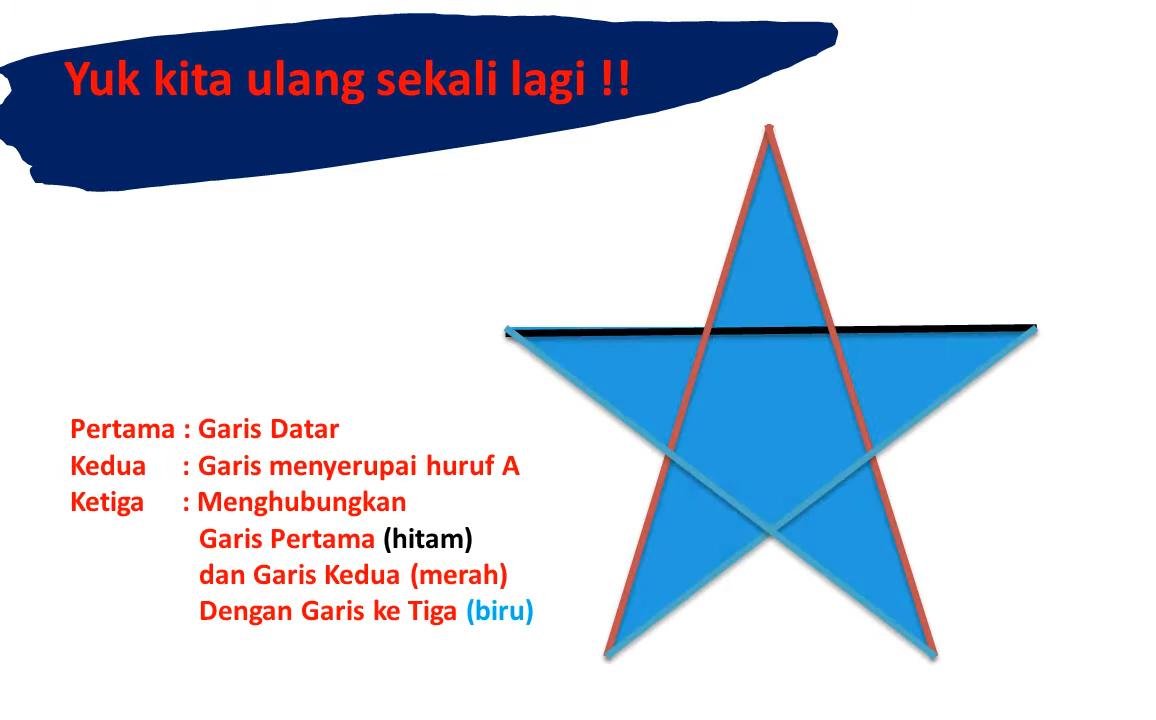 Yuk kita ulang sekali lagi !!
Pertama : Garis Datar
Kedua : Garis menyerupai huruf A
Ketiga : Menghubungkan
Garis Pertama (hitam)
dan Garis Kedua (merah)
Dengan Garis ke Tiga (biru)